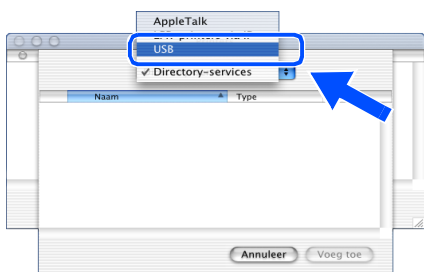 AppleTalk
USB
✓ Directory-services
Naam
Type
Annuleer
Voeg toe